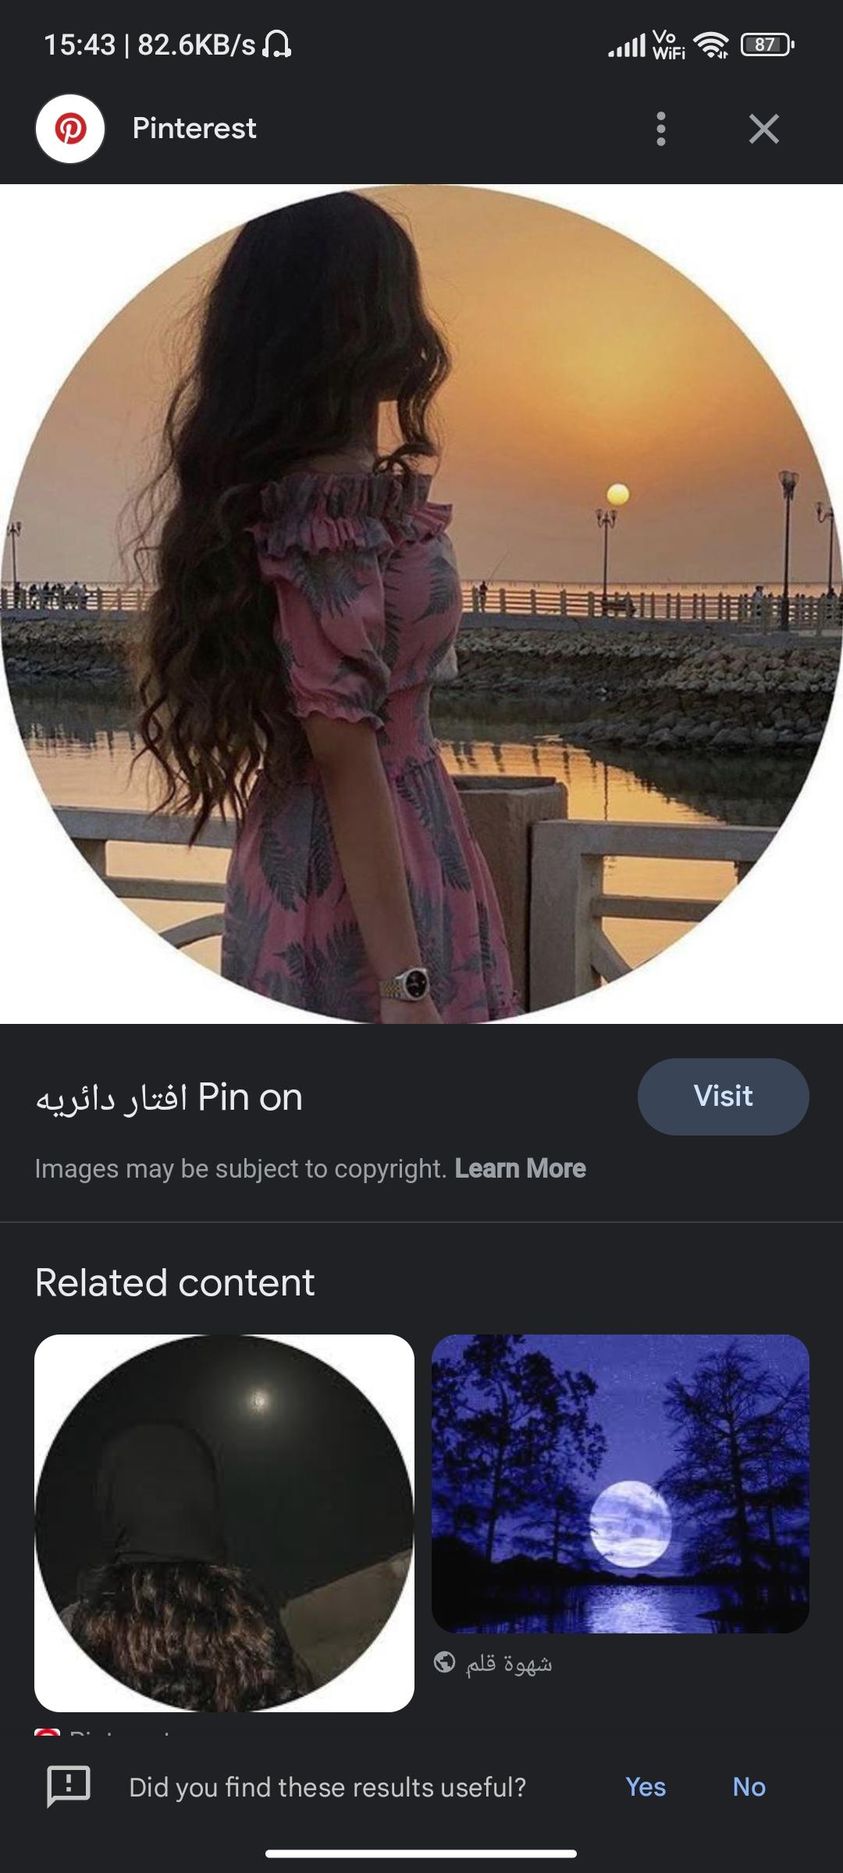 15:43 | 82.6KB/s
Vo
WiFi
87
Pinterest
افتار دائريه Pin on
Visit
Images may be subject to copyright. Learn More
Related content
شهوة قلم
Did you find these results useful?
Yes
No